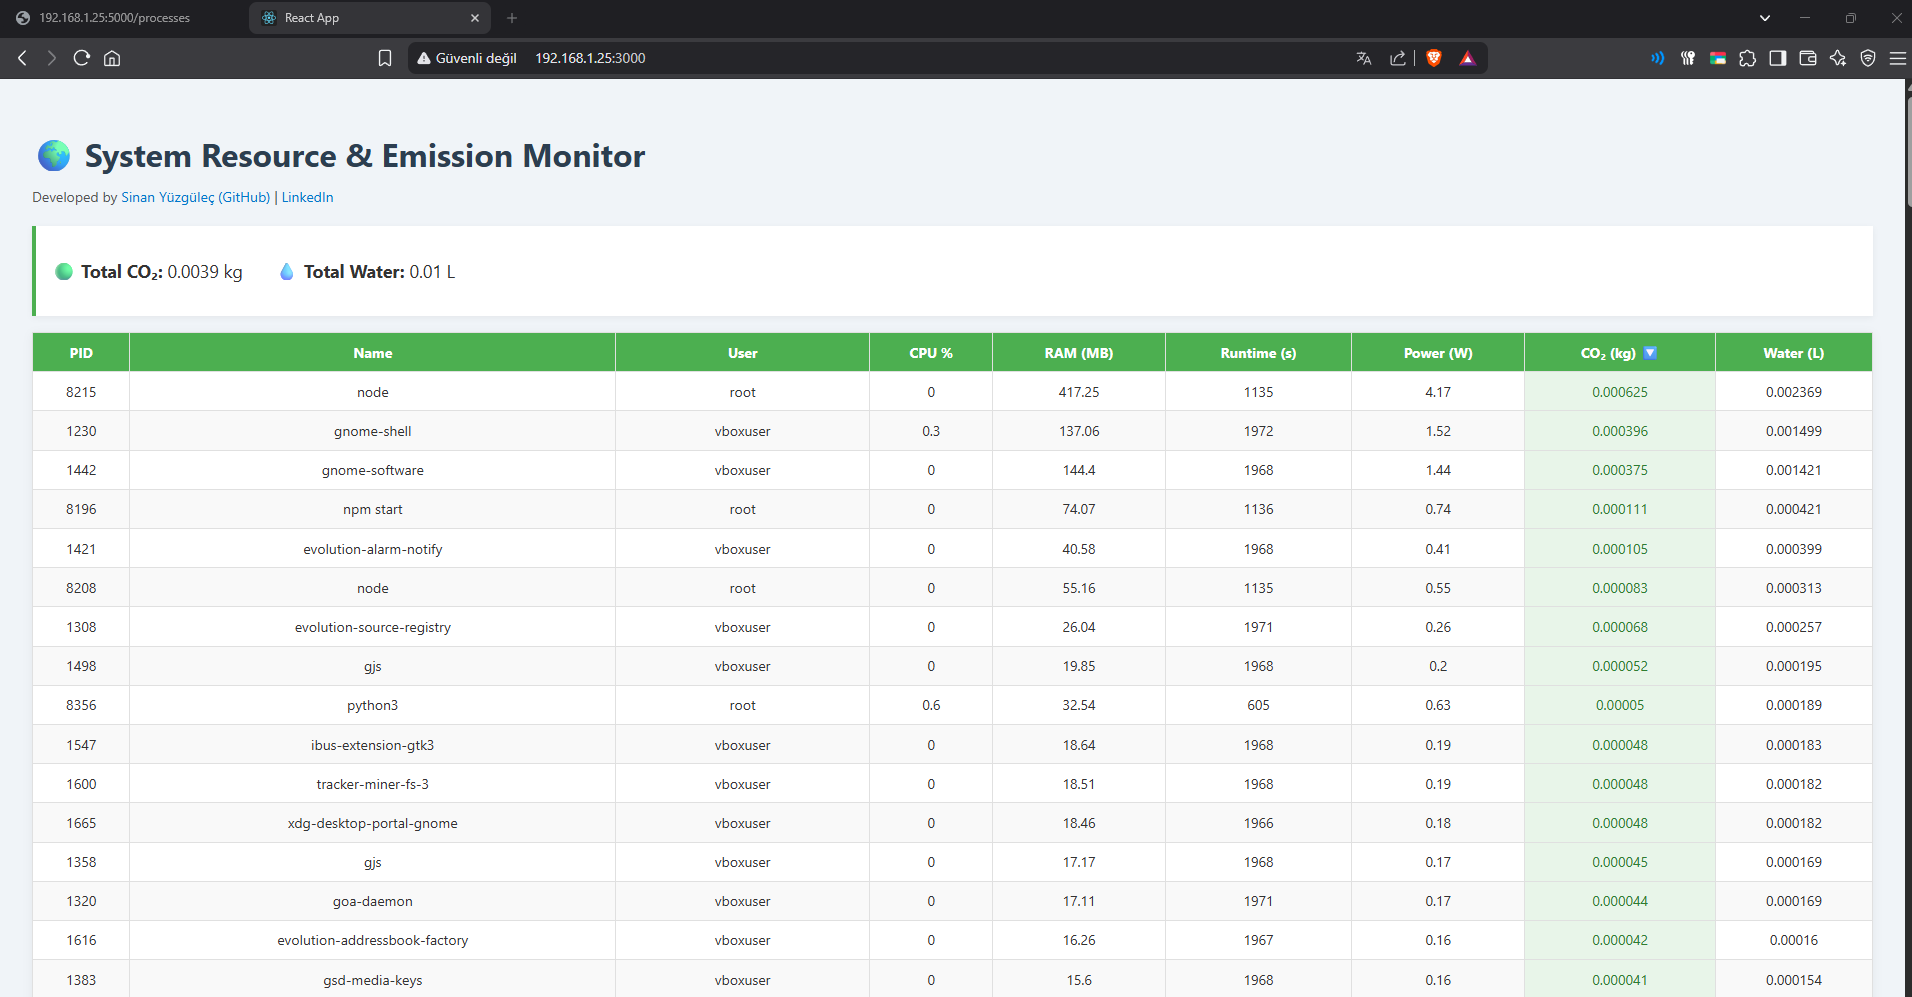 192.168.1.25:5000/processes
React App
Güvenli değil 192.168.1.25:3000
System Resource & Emission Monitor
Developed by Sinan Yüzgüleç (GitHub) | LinkedIn
Total CO₂: 0.0039 kg Total Water: 0.01 L
PID Name User CPU % RAM (MB) Runtime (s) Power (W) CO₂ (kg) Water (L)
8215 node root 0 417.25 1135 4.17 0.000625 0.002369
1230 gnome-shell vboxuser 0.3 137.06 1972 1.52 0.000396 0.001499
1442 gnome-software vboxuser 0 144.4 1968 1.44 0.000375 0.001421
8196 npm start root 0 74.07 1136 0.74 0.000111 0.000421
1421 evolution-alarm-notify vboxuser 0 40.58 1968 0.41 0.000105 0.000399
8208 node root 0 55.16 1135 0.55 0.000083 0.000313
1308 evolution-source-registry vboxuser 0 26.04 1971 0.26 0.000068 0.000257
1498 gjs vboxuser 0 19.85 1968 0.2 0.000052 0.000195
8356 python3 root 0.6 32.54 605 0.63 0.00005 0.000189
1547 ibus-extension-gtk3 vboxuser 0 18.64 1968 0.19 0.000048 0.000183
1600 tracker-miner-fs-3 vboxuser 0 18.51 1968 0.19 0.000048 0.000182
1665 xdg-desktop-portal-gnome vboxuser 0 18.46 1966 0.18 0.000048 0.000182
1358 gjs vboxuser 0 17.17 1968 0.17 0.000045 0.000169
1320 goa-daemon vboxuser 0 17.11 1971 0.17 0.000044 0.000169
1616 evolution-addressbook-factory vboxuser 0 16.26 1967 0.16 0.000042 0.00016
1383 gsd-media-keys vboxuser 0 15.6 1968 0.16 0.000041 0.000154